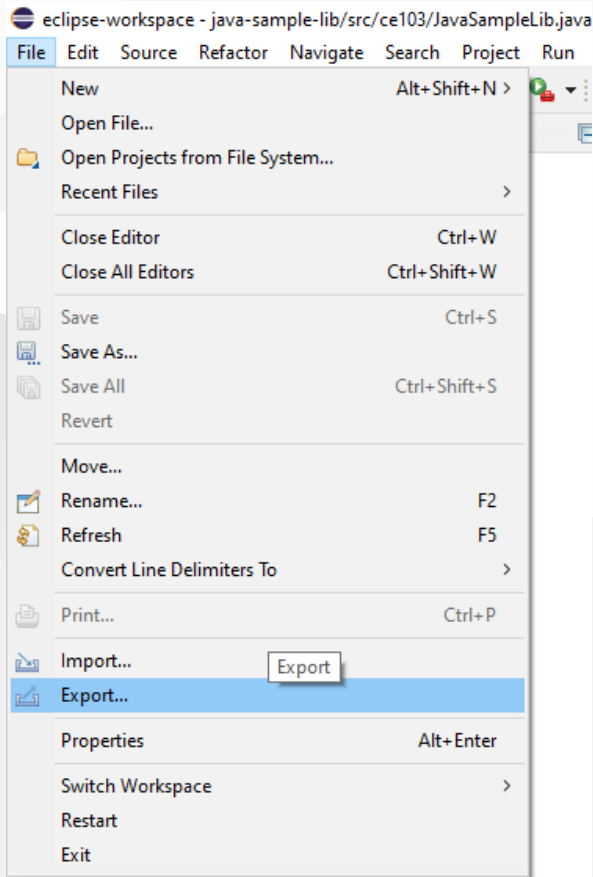 eclipse-workspace - java-sample-lib/src/ce103/JavaSampleLib.java
File Edit Source Refactor Navigate Search Project Run
New Alt+Shift+N >
Open File...
Open Projects from File System...
Recent Files >
Close Editor Ctrl+W
Close All Editors Ctrl+Shift+W
Save Ctrl+S
Save As...
Save All Ctrl+Shift+S
Revert
Move...
Rename... F2
Refresh F5
Convert Line Delimiters To >
Print... Ctrl+P
Import...
Export
Export...
Properties Alt+Enter
Switch Workspace >
Restart
Exit